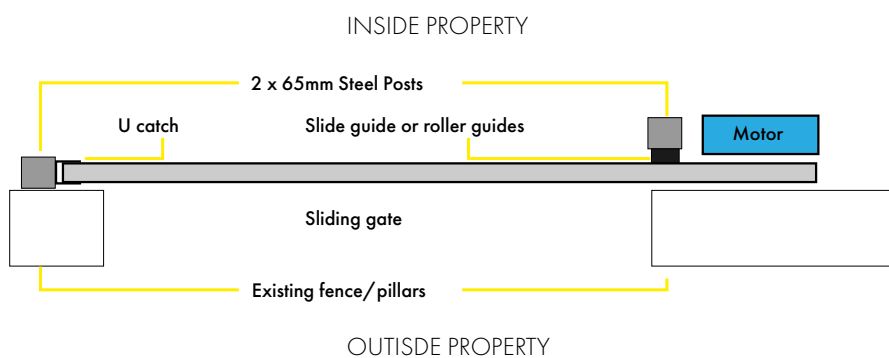 INSIDE PROPERTY
2 x 65mm Steel Posts
U catch
Slide guide or roller guides
Motor
Sliding gate
Existing fence/pillars
OUTISDE PROPERTY